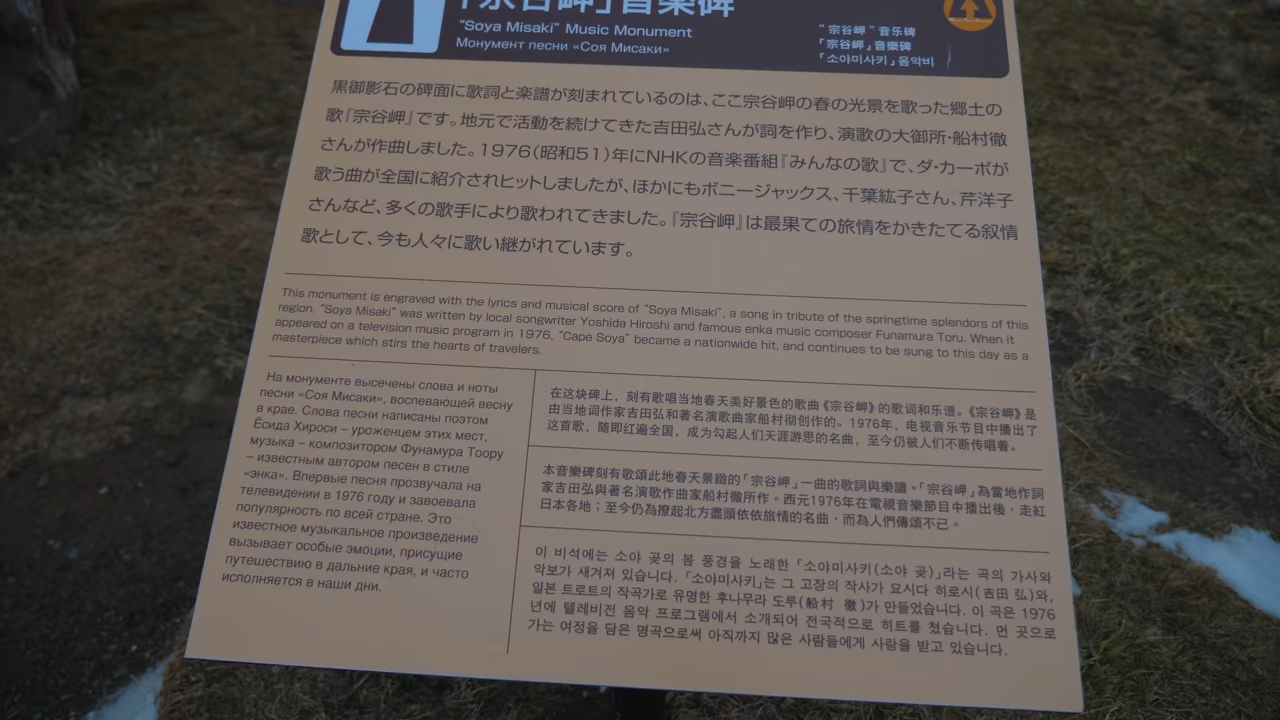 「宗谷岬」音楽碑
"Soya Misaki" Music Monument
Монумент песни «Соя Мисаки»
"宗谷岬"音乐碑
「宗谷岬」音樂碑
「소야미사키」음악비
黒御影石の碑面に歌詞と楽譜が刻まれているのは、ここ宗谷岬の春の光景を歌った郷土の
歌『宗谷岬』です。地元で活動を続けてきた吉田弘さんが詞を作り、演歌の大御所・船村徹
さんが作曲しました。1976(昭和51)年にNHKの音楽番組『みんなの歌』で、ダ・カーポが
歌う曲が全国に紹介されヒットしましたが、ほかにもボニージャックス、千葉紘子さん、芹洋子
さんなど、多くの歌手により歌われてきました。『宗谷岬』は最果ての旅情をかきたてる叙情
歌として、今も人々に歌い継がれています。
This monument is engraved with the lyrics and musical score of "Soya Misaki", a song in tribute of the springtime splendors of this
region. "Soya Misaki" was written by local songwriter Yoshida Hiroshi and famous enka music composer Funamura Toru. When it
appeared on a television music program in 1976, "Cape Soya" became a nationwide hit, and continues to be sung to this day as a
masterpiece which stirs the hearts of travelers.
На монументе высечены слова и ноты
песни «Соя Мисаки», воспевающей весну
в крае. Слова песни написаны поэтом
Ёсида Хироси – уроженцем этих мест,
музыка – композитором Фунамура Тоору
– известным автором песен в стиле
«энка». Впервые песня прозвучала на
телевидении в 1976 году и завоевала
популярность по всей стране. Это
известное музыкальное произведение
вызывает особые эмоции, присущие
путешествию в дальние края, и часто
исполняется в наши дни.
在这块碑上，刻有歌唱当地春天美好景色的歌曲《宗谷岬》的歌词和乐谱。《宗谷岬》是
由当地词作家吉田弘和著名演歌曲家船村彻创作的。1976年，电视音乐节目中播出了
这首歌，随即红遍全国，成为勾起人们天涯游思的名曲，至今仍被人们不断传唱着。
本音樂碑刻有歌頌此地春天景緻的「宗谷岬」一曲的歌詞與樂譜。「宗谷岬」為當地作詞
家吉田弘與著名演歌作曲家船村徹所作。西元1976年在電視音樂節目中播出後，走紅
日本各地；至今仍為撩起北方盡頭依依旅情的名曲，而為人們傳頌不已。
이 비석에는 소야 곶의 봄 풍경을 노래한「소야미사키(소야 곶)」라는 곡의 가사와
악보가 새겨져 있습니다.「소야미사키」는 그 고장의 작사가 요시다 히로시(吉田 弘)와,
일본 트로트의 작곡가로 유명한 후나무라 도루(船村 徹)가 만들었습니다. 이 곡은 1976
년에 텔레비전 음악 프로그램에서 소개되어 전국적으로 히트를 쳤습니다. 먼 곳으로
가는 여정을 담은 명곡으로써 아직까지 많은 사람들에게 사랑을 받고 있습니다.